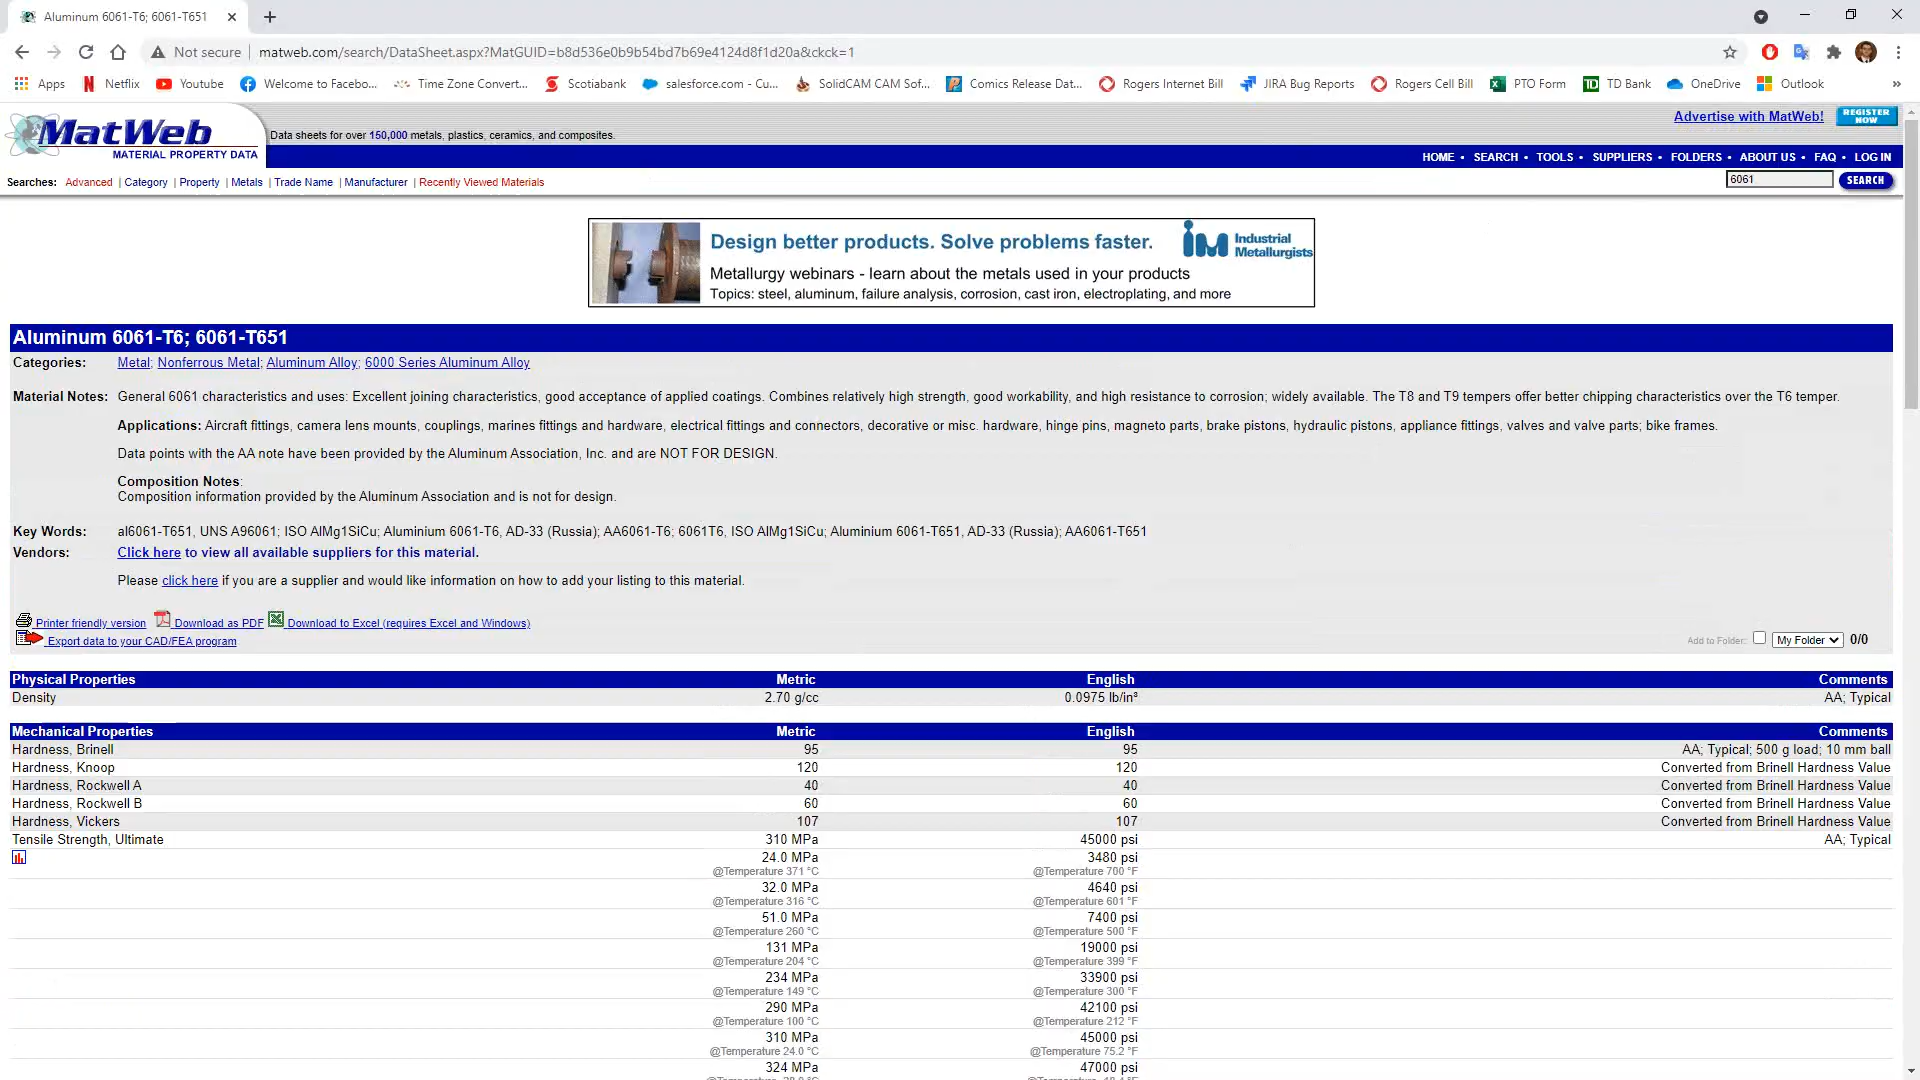 Aluminum 6061-T6; 6061-T651
Not secure | matweb.com/search/DataSheet.aspx?MatGUID=b8d536e0b9b54bd7b69e4124d8f1d20a&ckck=1
Apps Netflix Youtube Welcome to Facebo... Time Zone Convert... Scotiabank salesforce.com - Cu... SolidCAM CAM Sof... Comics Release Dat... Rogers Internet Bill JIRA Bug Reports Rogers Cell Bill PTO Form TD Bank OneDrive Outlook »
Advertise with MatWeb! REGISTER NOW
MatWeb
MATERIAL PROPERTY DATA
Data sheets for over 150,000 metals, plastics, ceramics, and composites.
HOME • SEARCH • TOOLS • SUPPLIERS • FOLDERS • ABOUT US • FAQ • LOG IN
Searches: Advanced | Category | Property | Metals | Trade Name | Manufacturer | Recently Viewed Materials
6061 SEARCH
Design better products. Solve problems faster.
im Industrial Metallurgists
Metallurgy webinars - learn about the metals used in your products
Topics: steel, aluminum, failure analysis, corrosion, cast iron, electroplating, and more
Aluminum 6061-T6; 6061-T651
Categories: Metal; Nonferrous Metal; Aluminum Alloy; 6000 Series Aluminum Alloy
Material Notes: General 6061 characteristics and uses: Excellent joining characteristics, good acceptance of applied coatings. Combines relatively high strength, good workability, and high resistance to corrosion; widely available. The T8 and T9 tempers offer better chipping characteristics over the T6 temper.
Applications: Aircraft fittings, camera lens mounts, couplings, marines fittings and hardware, electrical fittings and connectors, decorative or misc. hardware, hinge pins, magneto parts, brake pistons, hydraulic pistons, appliance fittings, valves and valve parts; bike frames.
Data points with the AA note have been provided by the Aluminum Association, Inc. and are NOT FOR DESIGN.
Composition Notes:
Composition information provided by the Aluminum Association and is not for design.
Key Words: al6061-T651, UNS A96061; ISO AlMg1SiCu; Aluminium 6061-T6, AD-33 (Russia); AA6061-T6; 6061T6, ISO AlMg1SiCu; Aluminium 6061-T651, AD-33 (Russia); AA6061-T651
Vendors: Click here to view all available suppliers for this material.
Please click here if you are a supplier and would like information on how to add your listing to this material.
Printer friendly version Download as PDF Download to Excel (requires Excel and Windows)
Export data to your CAD/FEA program
Add to Folder: My Folder 0/0
Physical Properties Metric English Comments
Density 2.70 g/cc 0.0975 lb/in³ AA; Typical
Mechanical Properties Metric English Comments
Hardness, Brinell 95 95 AA; Typical; 500 g load; 10 mm ball
Hardness, Knoop 120 120 Converted from Brinell Hardness Value
Hardness, Rockwell A 40 40 Converted from Brinell Hardness Value
Hardness, Rockwell B 60 60 Converted from Brinell Hardness Value
Hardness, Vickers 107 107 Converted from Brinell Hardness Value
Tensile Strength, Ultimate 310 MPa 45000 psi AA; Typical
24.0 MPa 3480 psi
@Temperature 371 °C @Temperature 700 °F
32.0 MPa 4640 psi
@Temperature 316 °C @Temperature 601 °F
51.0 MPa 7400 psi
@Temperature 260 °C @Temperature 500 °F
131 MPa 19000 psi
@Temperature 204 °C @Temperature 399 °F
234 MPa 33900 psi
@Temperature 149 °C @Temperature 300 °F
290 MPa 42100 psi
@Temperature 100 °C @Temperature 212 °F
310 MPa 45000 psi
@Temperature 24.0 °C @Temperature 75.2 °F
324 MPa 47000 psi